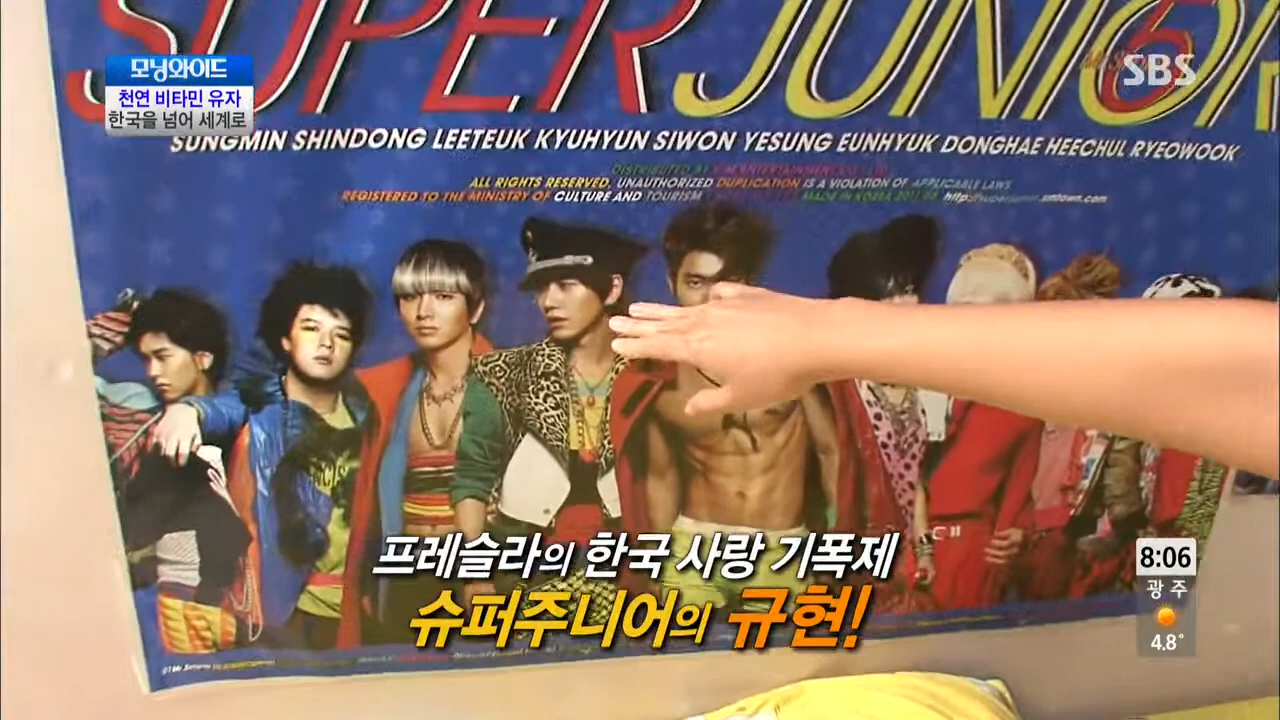 SUPER JUNIOR
모닝와이드
SBS
천연 비타민 유자
한국을 넘어 세계로
SUNGMIN SHINDONG LEETEUK KYUHYUN SIWON YESUNG EUNHYUK DONGHAE HEECHUL RYEOWOOK
DISTRIBUTED BY
ALL RIGHTS RESERVED, UNAUTHORIZED DUPLICATION IS A VIOLATION OF APPLICABLE LAWS
REGISTERED TO THE MINISTRY OF CULTURE AND TOURISM MADE IN KOREA
프레슬라의 한국 사랑 기폭제
슈퍼주니어의 규현!
8:06
광주
4.8°